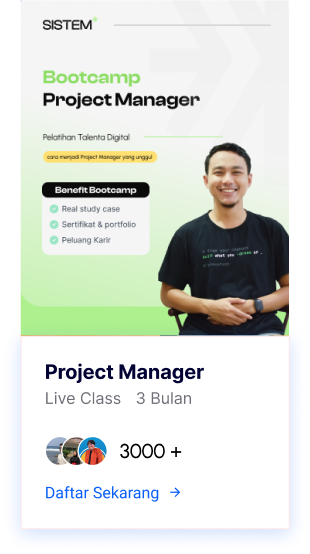 SISTEM+
Bootcamp
Project Manager
Pelatihan Talenta Digital
cara menjadi Project Manager yang unggul
Benefit Bootcamp
Real study case
Sertifikat & portfolio
Peluang Karir
Project Manager
Live Class 3 Bulan
3000 +
Daftar Sekarang →